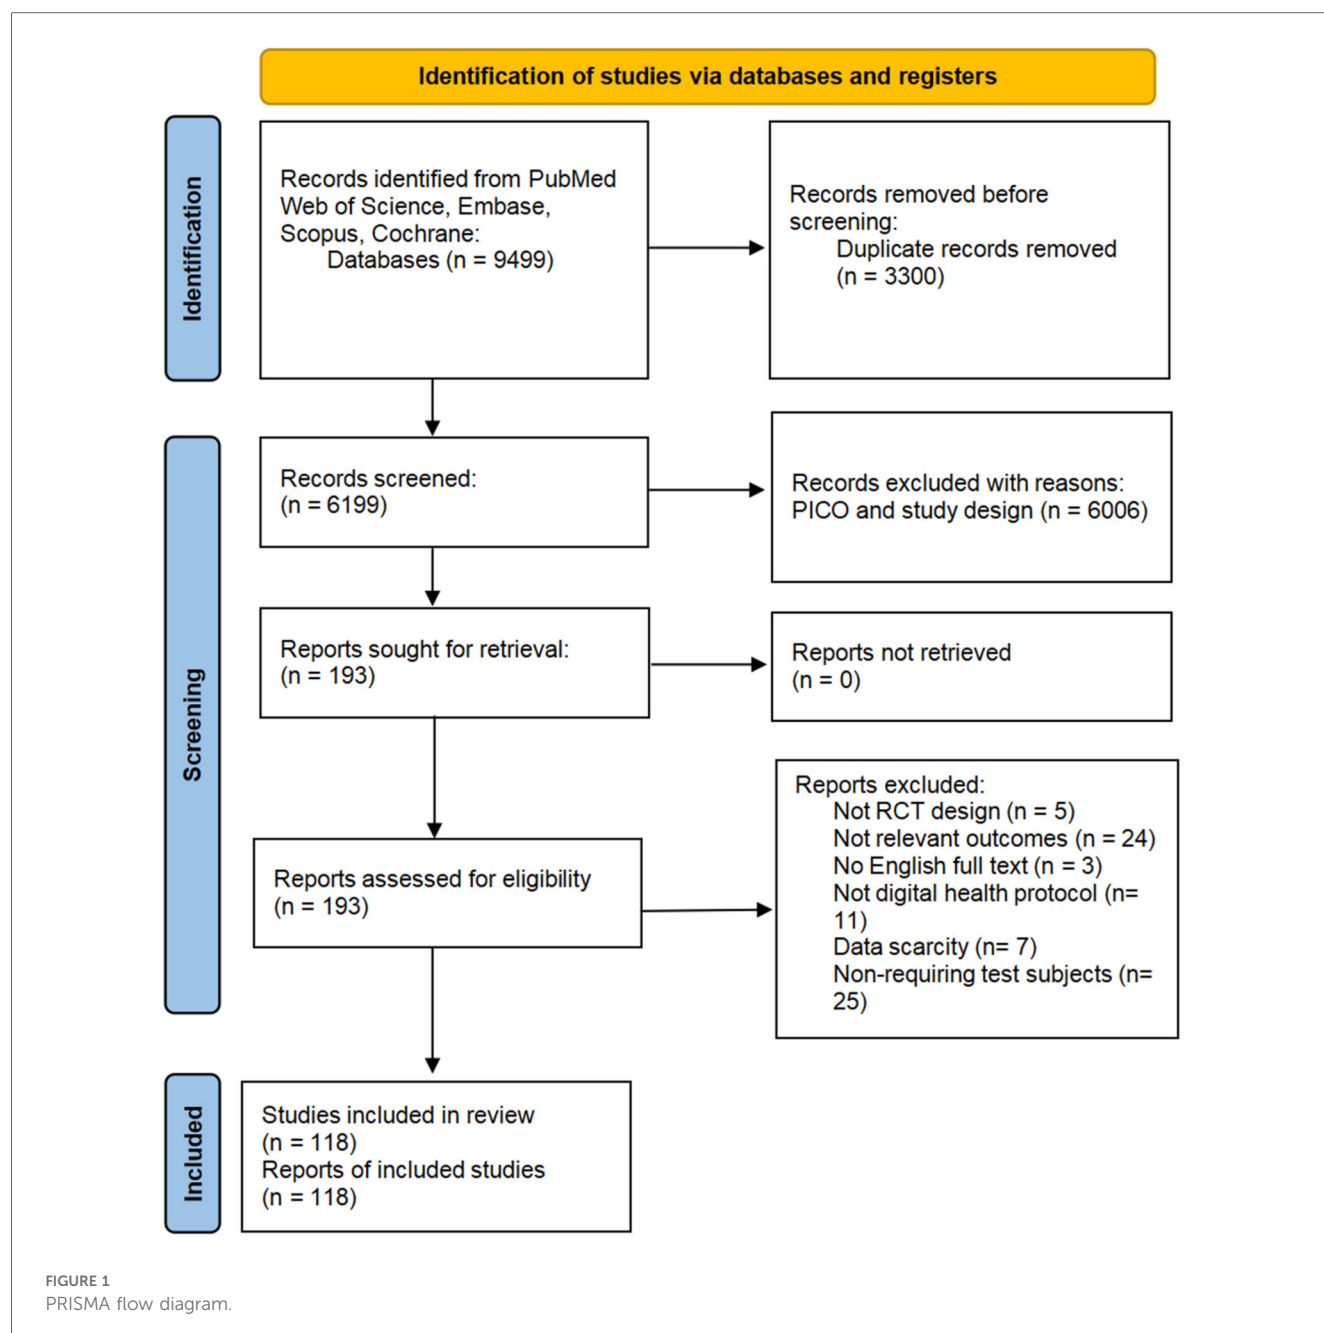 Identification of studies via databases and registers
Identification
Records identified from PubMed
Web of Science, Embase,
Scopus, Cochrane:
Databases (n = 9499)
Records removed before
screening:
Duplicate records removed
(n = 3300)
Screening
Records screened:
(n = 6199)
Records excluded with reasons:
PICO and study design (n = 6006)
Reports sought for retrieval:
(n = 193)
Reports not retrieved
(n = 0)
Reports assessed for eligibility
(n = 193)
Reports excluded:
Not RCT design (n = 5)
Not relevant outcomes (n = 24)
No English full text (n = 3)
Not digital health protocol (n=
11)
Data scarcity (n= 7)
Non-requiring test subjects (n=
25)
Included
Studies included in review
(n = 118)
Reports of included studies
(n = 118)
FIGURE 1
PRISMA flow diagram.